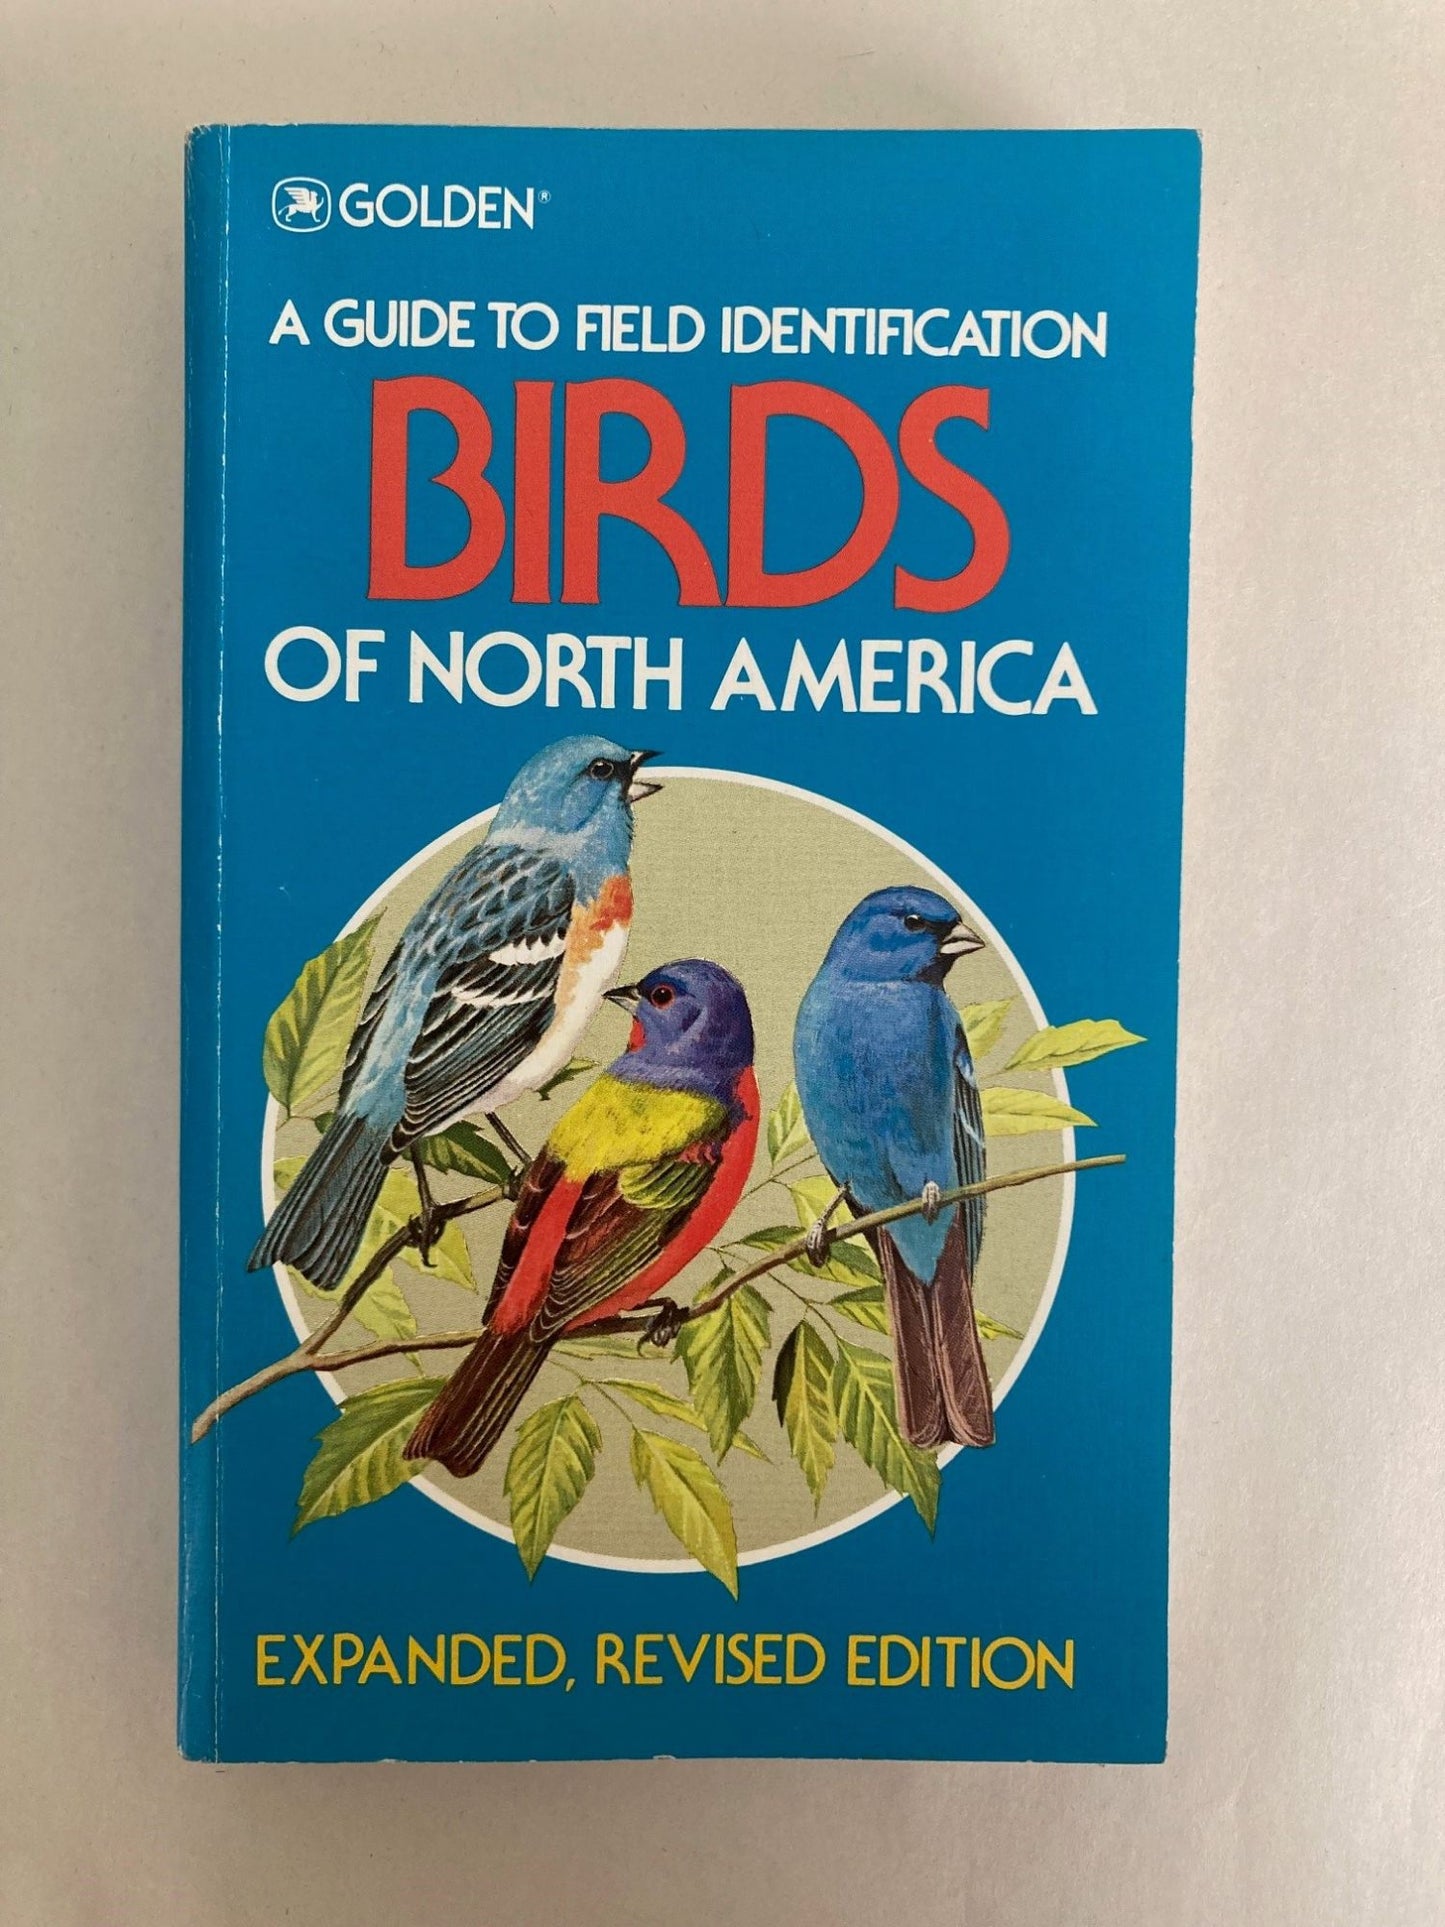 GOLDEN®
A GUIDE TO FIELD IDENTIFICATION
BIRDS
OF NORTH AMERICA
EXPANDED, REVISED EDITION